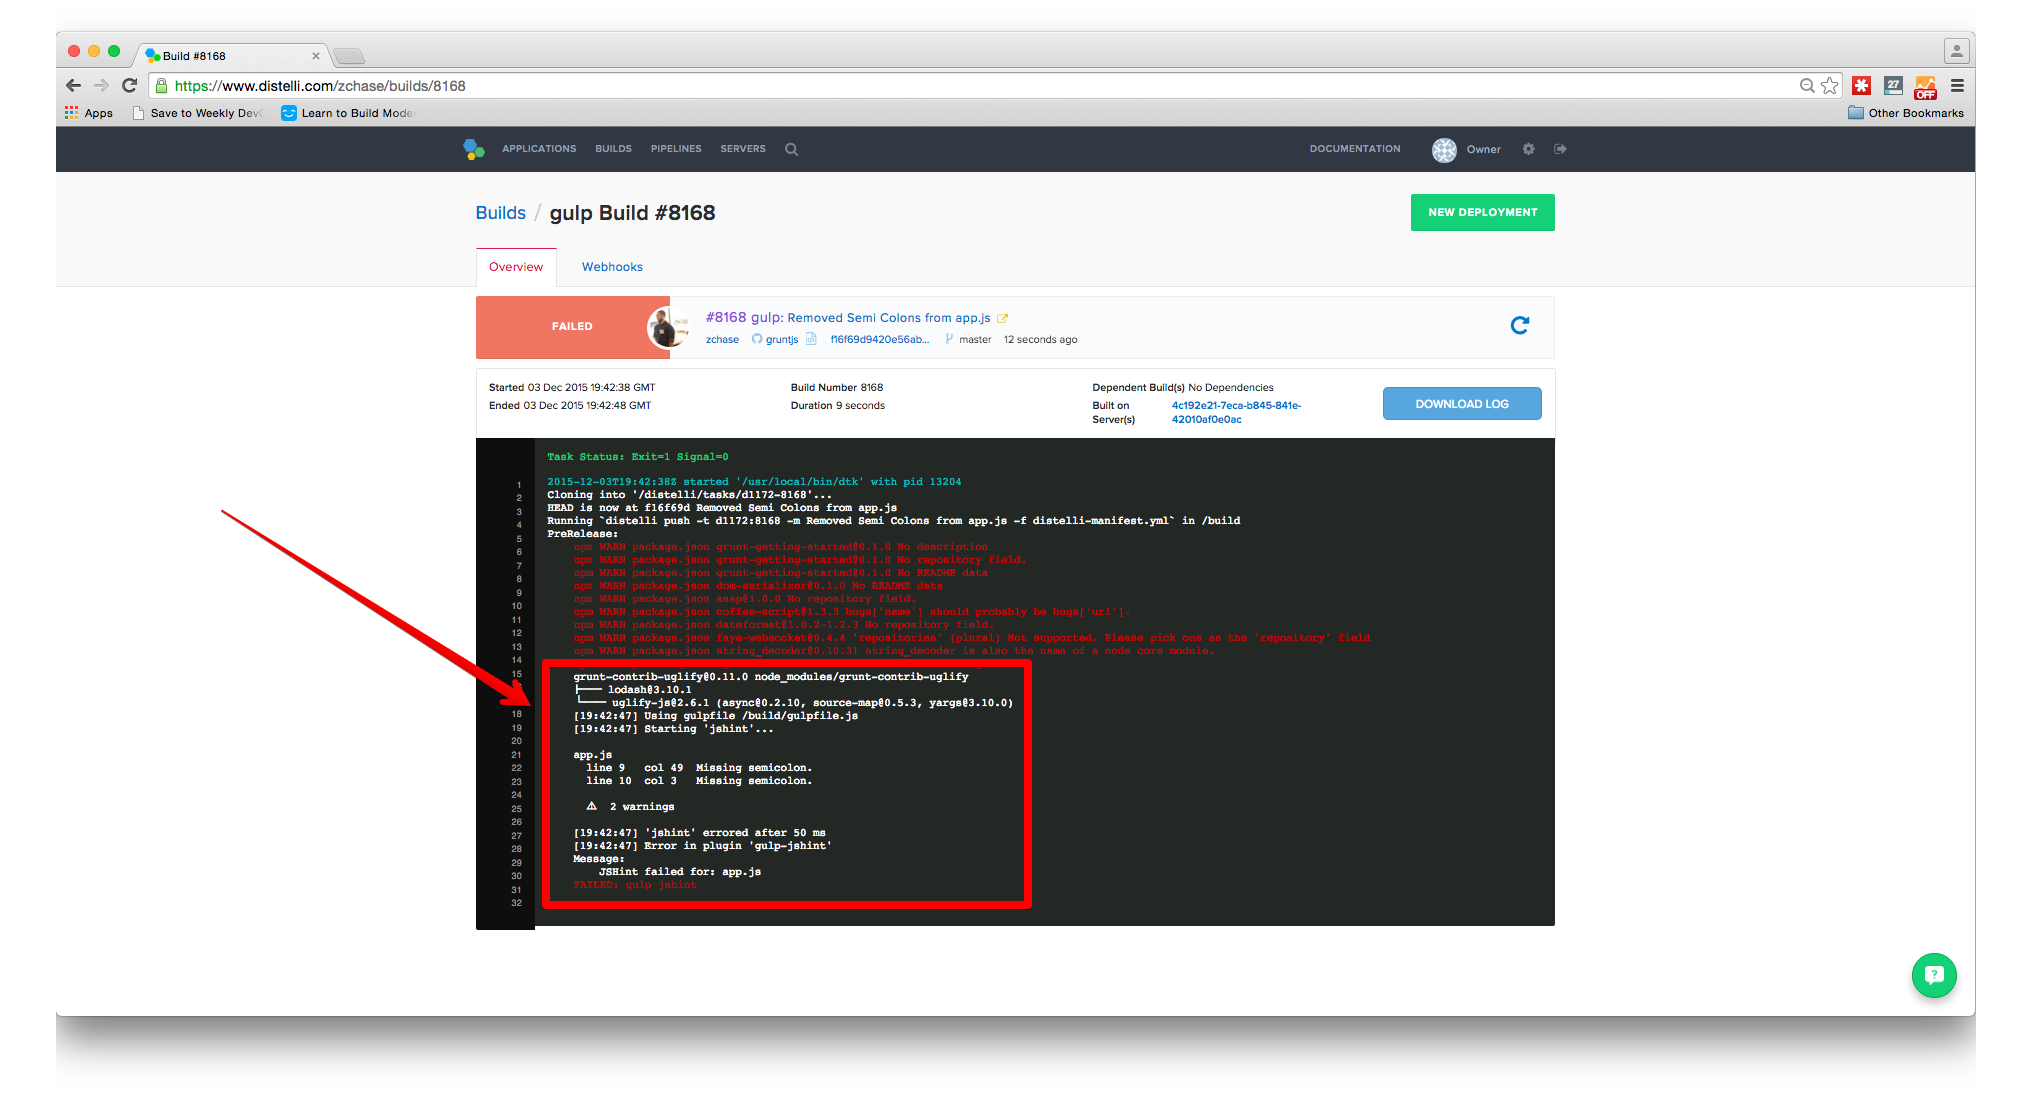 Build #8168
https://www.distelli.com/zchase/builds/8168
Apps Save to Weekly Dev Learn to Build Mode Other Bookmarks
27 OFF
APPLICATIONS BUILDS PIPELINES SERVERS DOCUMENTATION Owner
Builds / gulp Build #8168 NEW DEPLOYMENT
Overview Webhooks
FAILED
#8168 gulp: Removed Semi Colons from app.js
zchase gruntjs f16f69d9420e56ab... master 12 seconds ago
Started 03 Dec 2015 19:42:38 GMT Build Number 8168 Dependent Build(s) No Dependencies
Ended 03 Dec 2015 19:42:48 GMT Duration 9 seconds Built on Server(s) 4c192e21-7eca-b845-841e-42010af0e0ac
DOWNLOAD LOG
Task Status: Exit=1 Signal=0
1 2015-12-03T19:42:38Z started '/usr/local/bin/dtk' with pid 13204
2 Cloning into '/distelli/tasks/d1172-8168'...
3 HEAD is now at f16f69d Removed Semi Colons from app.js
4 Running `distelli push -t d1172:8168 -m Removed Semi Colons from app.js -f distelli-manifest.yml` in /build
5 PreRelease:
6 npm WARN package.json grunt-getting-started@0.1.0 No description
7 npm WARN package.json grunt-getting-started@0.1.0 No repository field.
8 npm WARN package.json grunt-getting-started@0.1.0 No README data
9 npm WARN package.json dom-serializer@0.1.0 No README data
10 npm WARN package.json asap@1.0.0 No repository field.
11 npm WARN package.json coffee-script@1.3.3 bugs['name'] should probably be bugs['url'].
12 npm WARN package.json dateformat@1.0.2-1.2.3 No repository field.
13 npm WARN package.json faye-websocket@0.4.4 'repositories' (plural) Not supported. Please pick one as the 'repository' field
14 npm WARN package.json string_decoder@0.10.31 string_decoder is also the name of a node core module.
15 grunt-contrib-uglify@0.11.0 node_modules/grunt-contrib-uglify
├── lodash@3.10.1
└── uglify-js@2.6.1 (async@0.2.10, source-map@0.5.3, yargs@3.10.0)
18 [19:42:47] Using gulpfile /build/gulpfile.js
19 [19:42:47] Starting 'jshint'...
20
21 app.js
22 line 9 col 49 Missing semicolon.
23 line 10 col 3 Missing semicolon.
24
25 ⚠ 2 warnings
26
27 [19:42:47] 'jshint' errored after 50 ms
28 [19:42:47] Error in plugin 'gulp-jshint'
29 Message:
30 JSHint failed for: app.js
31 FAILED: gulp jshint
32